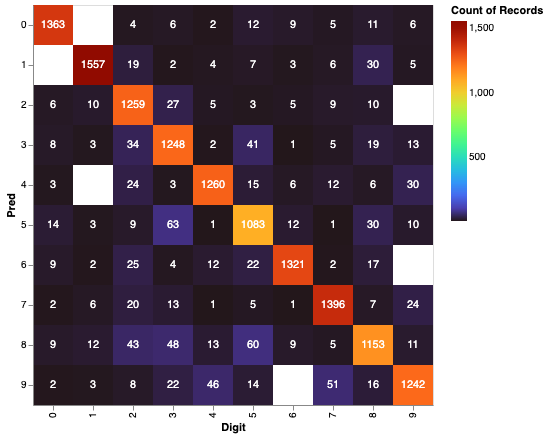 Count of Records
0 1363 4 6 2 12 9 5 11 6
1 1557 19 2 4 7 3 6 30 5
2 6 10 1259 27 5 3 5 9 10
3 8 3 34 1248 2 41 1 5 19 13
4 3 24 3 1260 15 6 12 6 30
5 14 3 9 63 1 1083 12 1 30 10
6 9 2 25 4 12 22 1321 2 17
7 2 6 20 13 1 5 1 1396 7 24
8 9 12 43 48 13 60 9 5 1153 11
9 2 3 8 22 46 14 51 16 1242
0 1 2 3 4 5 6 7 8 9
Digit
Pred
1,500
1,000
500